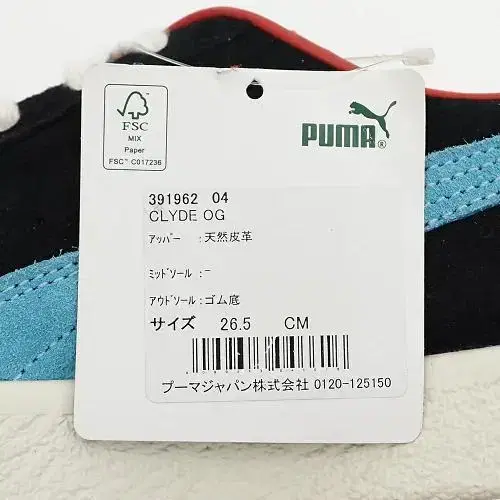 FSC
MIX
Paper
FSC™ C017236
PUMA®
391962 04
CLYDE OG
アッパー :天然皮革
ミッドソール:-
アウトソール:ゴム底
サイズ 26.5 CM
プーマジャパン株式会社 0120-125150